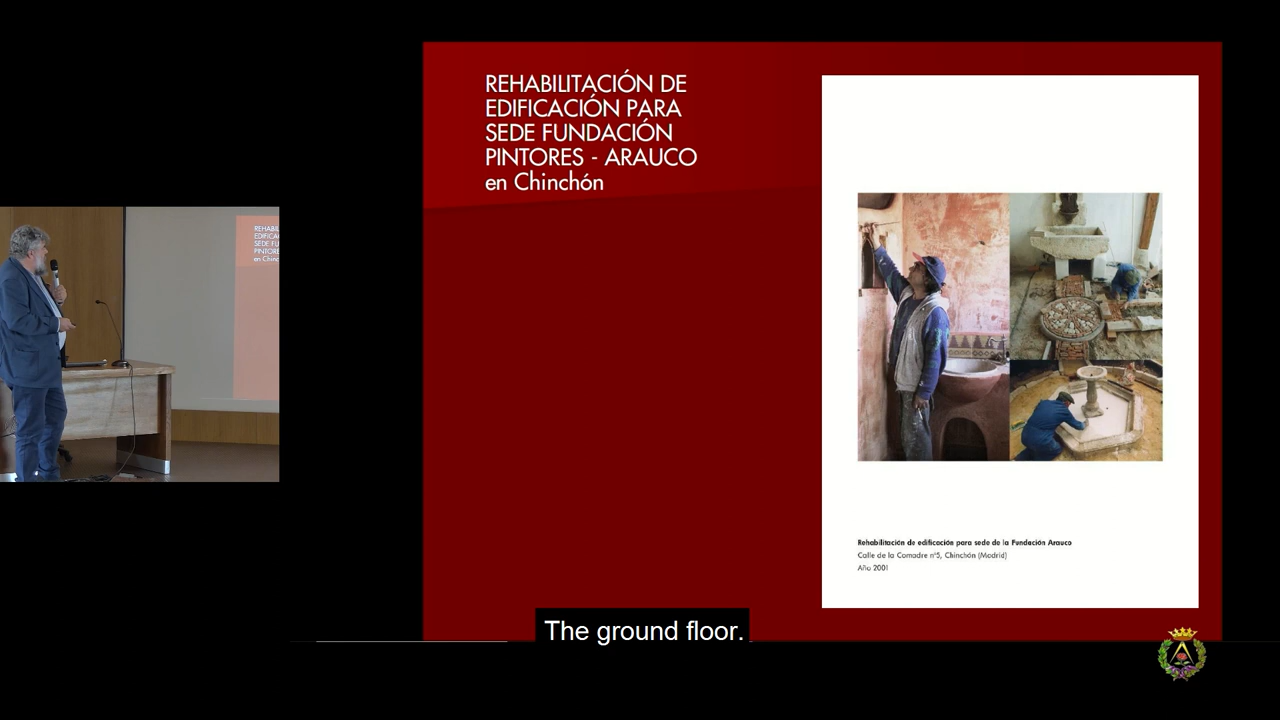 REHABILITACIÓN DE
EDIFICACIÓN PARA
SEDE FUNDACIÓN
PINTORES - ARAUCO
en Chinchón
Rehabilitación de edificación para sede de la Fundación Arauco
Calle de la Comadre nº5, Chinchón (Madrid)
Año 2001
The ground floor.